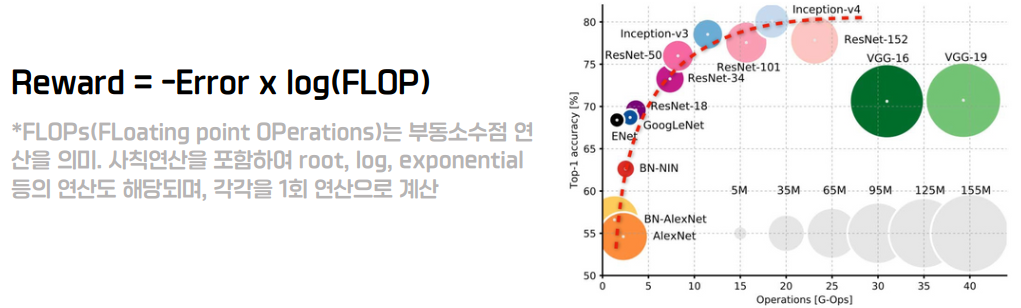 Reward = -Error x log(FLOP)
*FLOPs(FLoating point OPerations)는 부동소수점 연
산을 의미. 사칙연산을 포함하여 root, log, exponential
등의 연산도 해당되며, 각각을 1회 연산으로 계산
Top-1 accuracy [%]
80
75
70
65
60
55
50
Inception-v4
Inception-v3
ResNet-50
ResNet-101
ResNet-152
ResNet-34
VGG-16
VGG-19
ResNet-18
GoogLeNet
ENet
BN-NIN
5M
35M
65M
95M
125M
155M
BN-AlexNet
AlexNet
0
5
10
15
20
25
30
35
40
Operations [G-Ops]